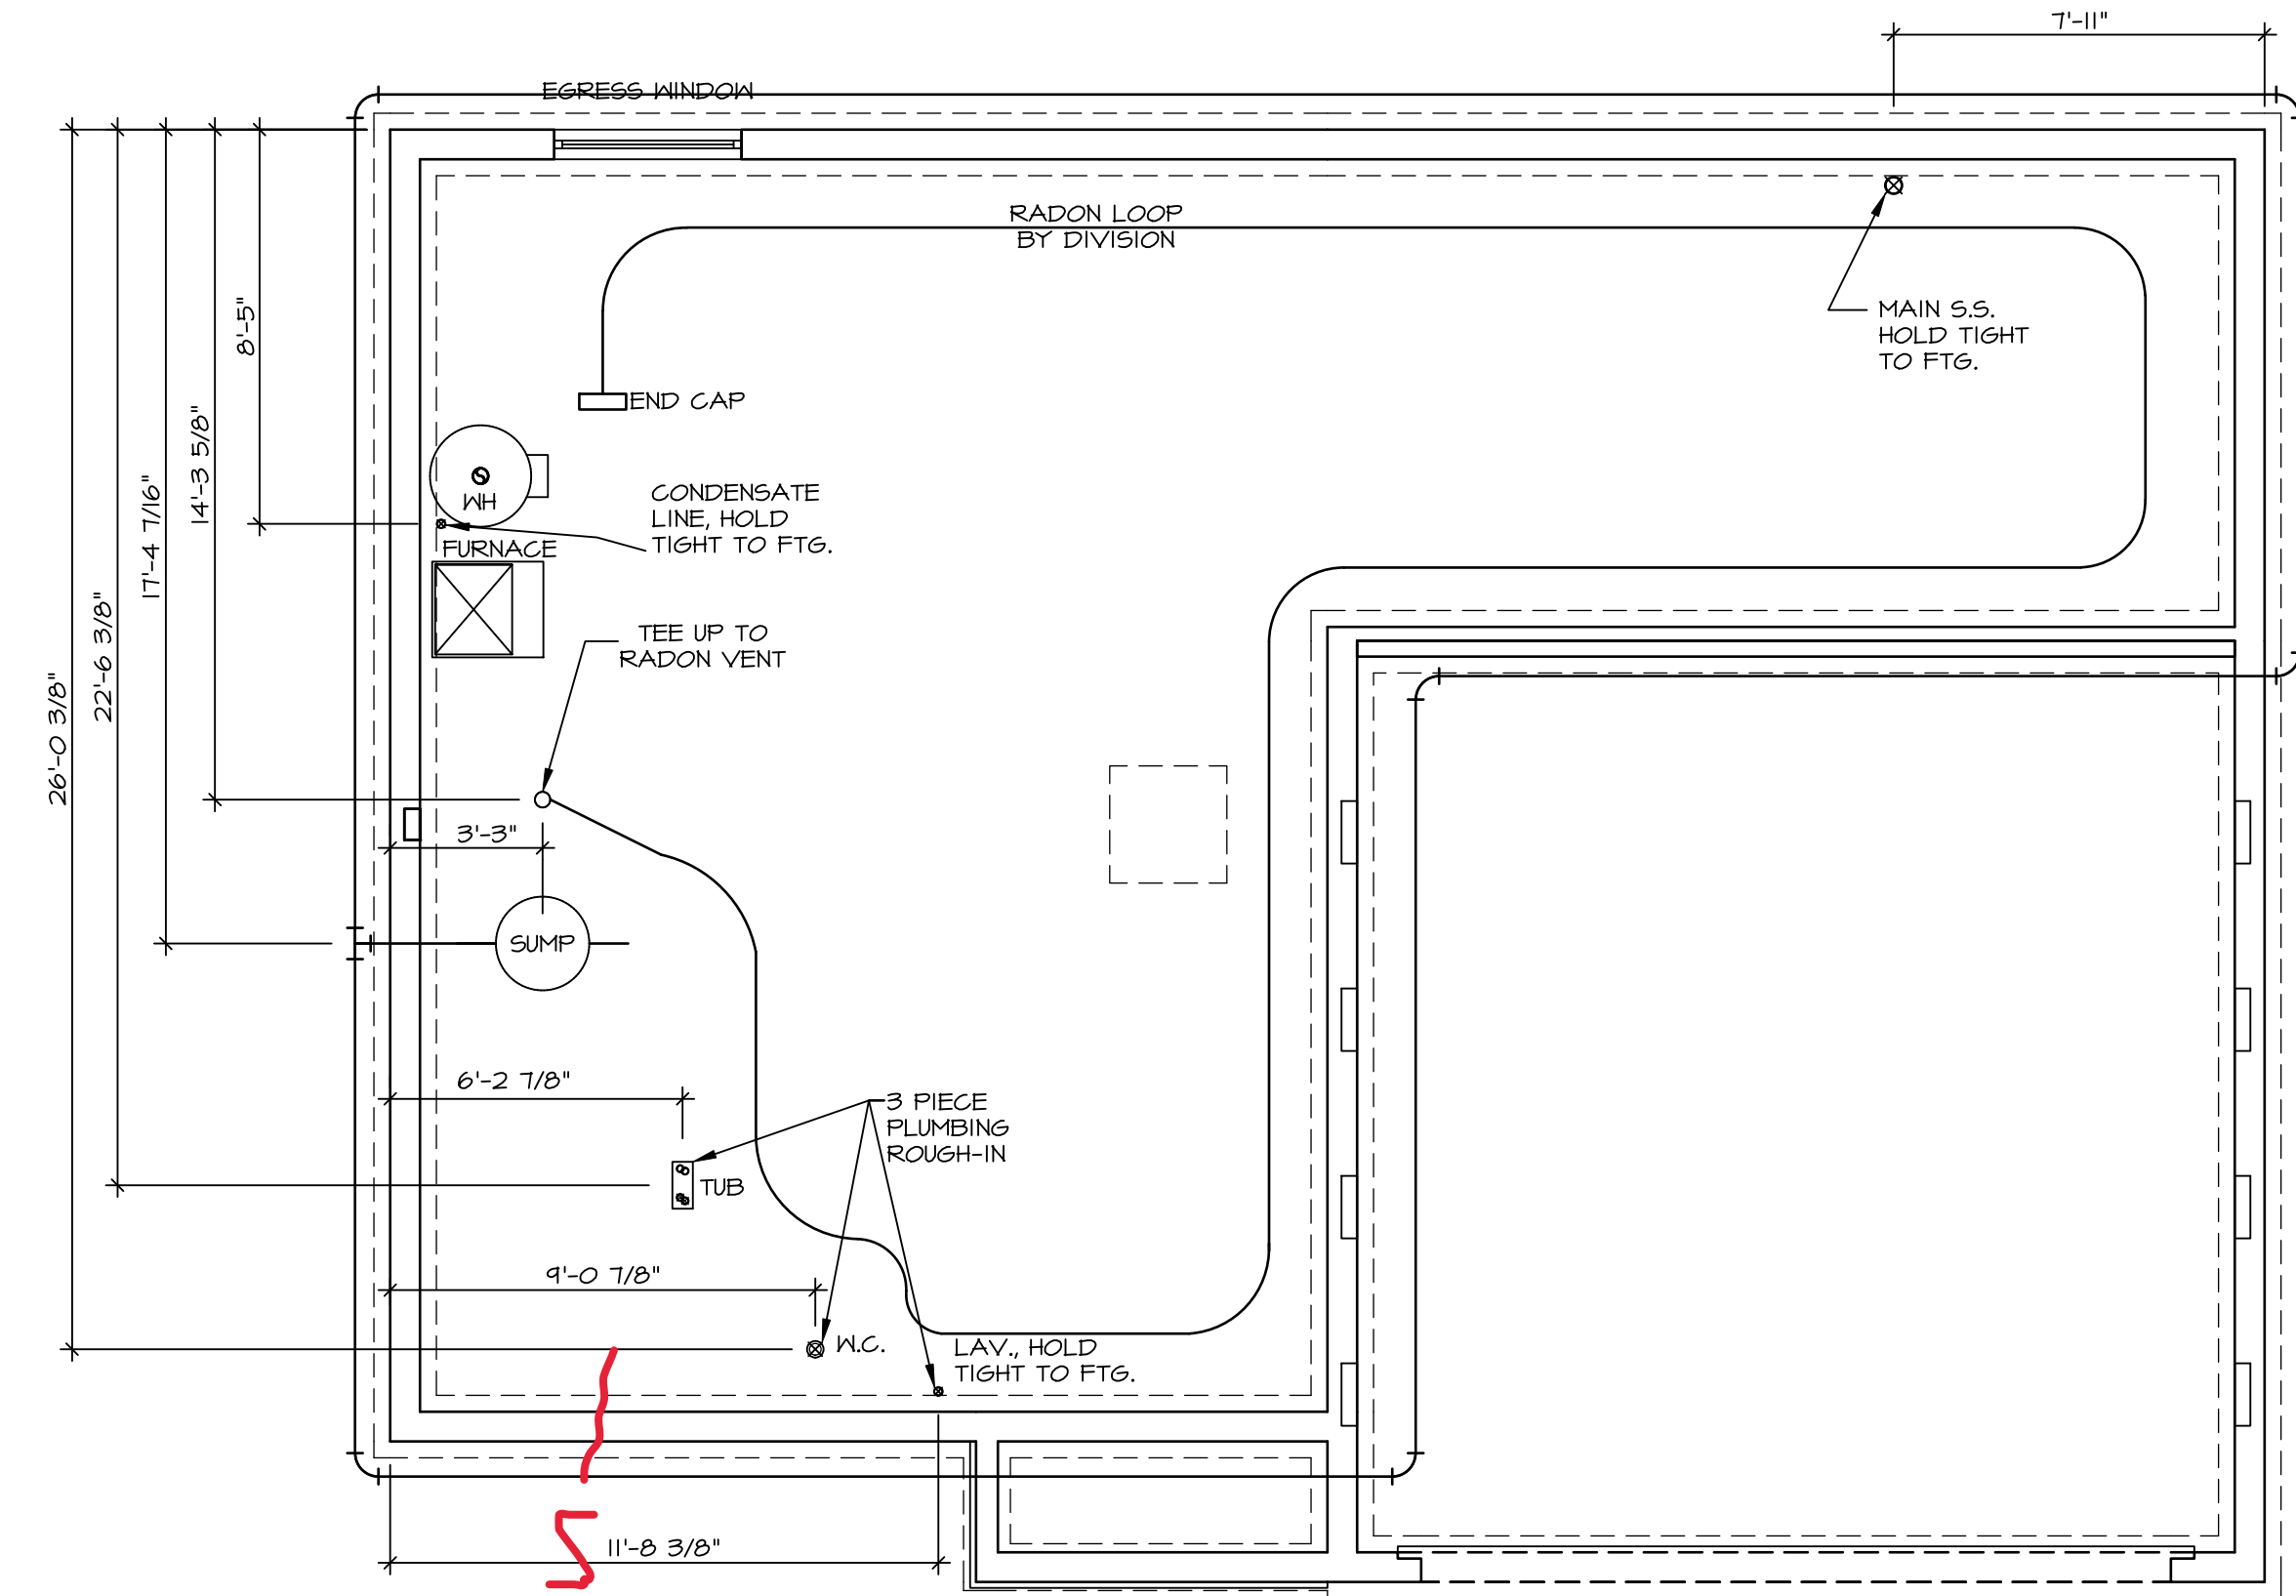 7'-11"
EGRESS WINDOW
RADON LOOP
BY DIVISION
8'-5"
MAIN S.S.
HOLD TIGHT
TO FTG.
END CAP
14'-3 5/8"
WH
CONDENSATE
LINE, HOLD
TIGHT TO FTG.
17'-4 7/16"
FURNACE
22'-6 3/8"
TEE UP TO
RADON VENT
26'-0 3/8"
3'-3"
SUMP
6'-2 7/8"
3 PIECE
PLUMBING
ROUGH-IN
TUB
9'-0 7/8"
W.C.
LAV., HOLD
TIGHT TO FTG.
11'-8 3/8"